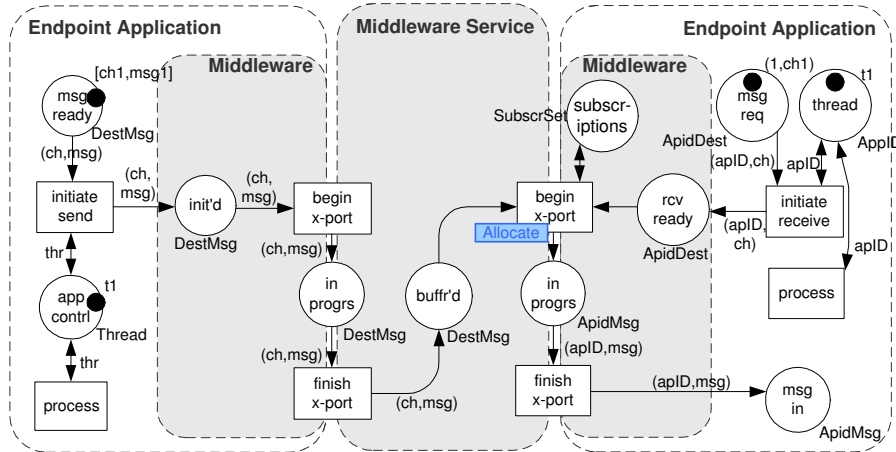 Endpoint Application
Middleware Service
Endpoint Application
Middleware
Middleware
[ch1,msg1]
msg
ready
DestMsg
(ch,msg)
initiate
send
(ch,
msg)
init'd
DestMsg
(ch,
msg)
begin
x-port
(ch,msg)
in
progrs
DestMsg
(ch,msg)
finish
x-port
(ch,msg)
buffr'd
DestMsg
thr
t1
app
contrl
Thread
thr
process
SubscrSet
subscr-
iptions
begin
x-port
Allocate
in
progrs
ApidMsg
(apID,msg)
finish
x-port
(apID,msg)
msg
in
ApidMsg
rcv
ready
ApidDest
(apID,
ch)
(1,ch1)
msg
req
ApidDest
(apID,ch)
t1
thread
AppID
apID
initiate
receive
apID
process